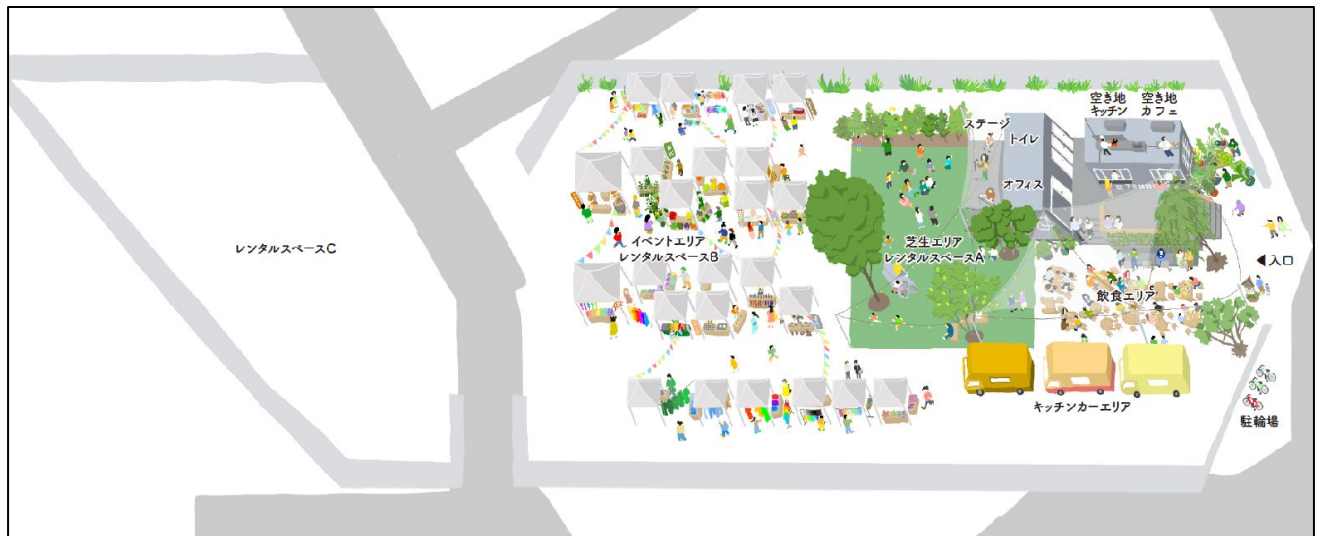 空き地
キッチン
空き地
カフェ
ステージ
トイレ
オフィス
レンタルスペースC
イベントエリア
レンタルスペースB
芝生エリア
レンタルスペースA
◀入口
飲食エリア
キッチンカーエリア
駐輪場